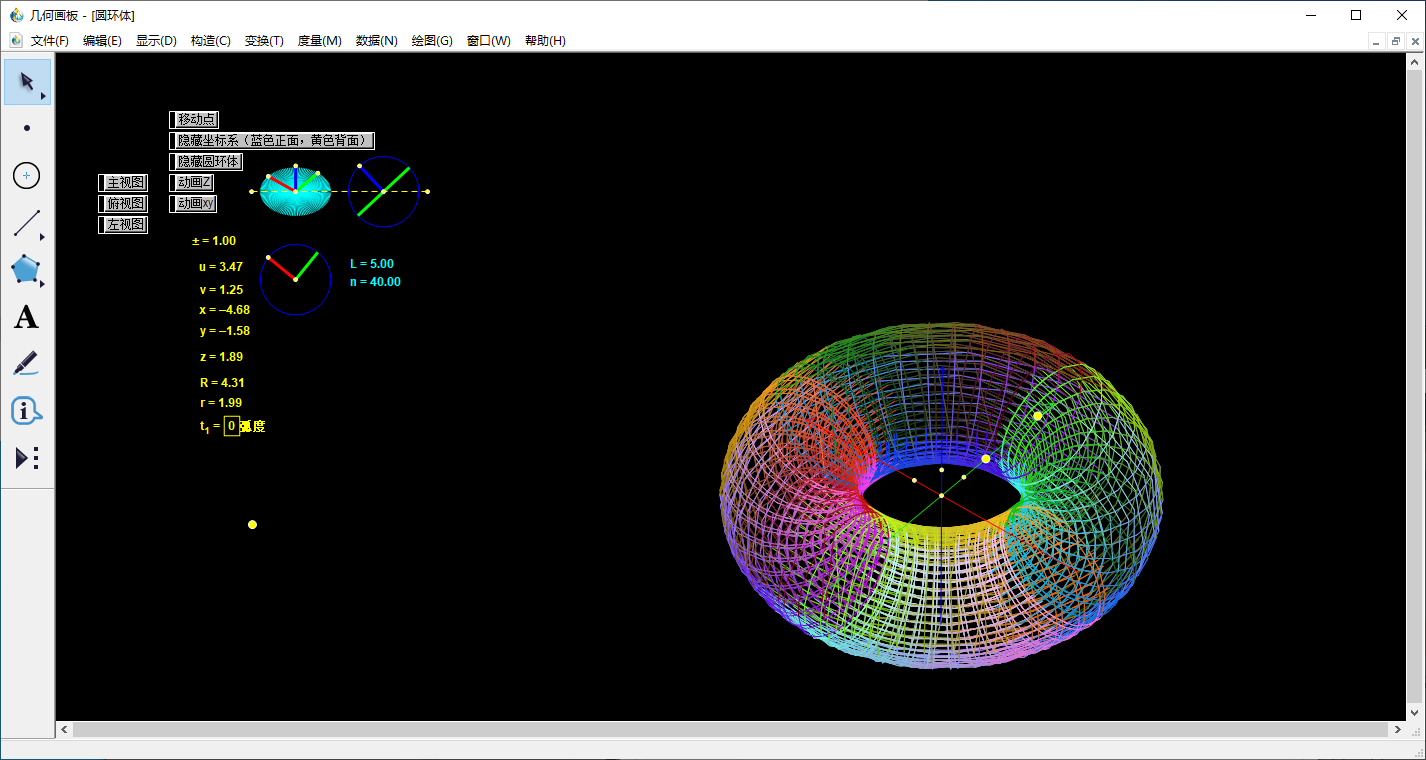 几何画板 - [圆环体]
文件(F) 编辑(E) 显示(D) 构造(C) 变换(T) 度量(M) 数据(N) 绘图(G) 窗口(W) 帮助(H)
移动点
隐藏坐标系（蓝色正面，黄色背面）
隐藏圆环体
主视图 动画Z
俯视图 动画xy
左视图
± = 1.00
L = 5.00
u = 3.47
n = 40.00
v = 1.25
x = –4.68
y = –1.58
z = 1.89
R = 4.31
r = 1.99
t1 = 0 弧度
A
i